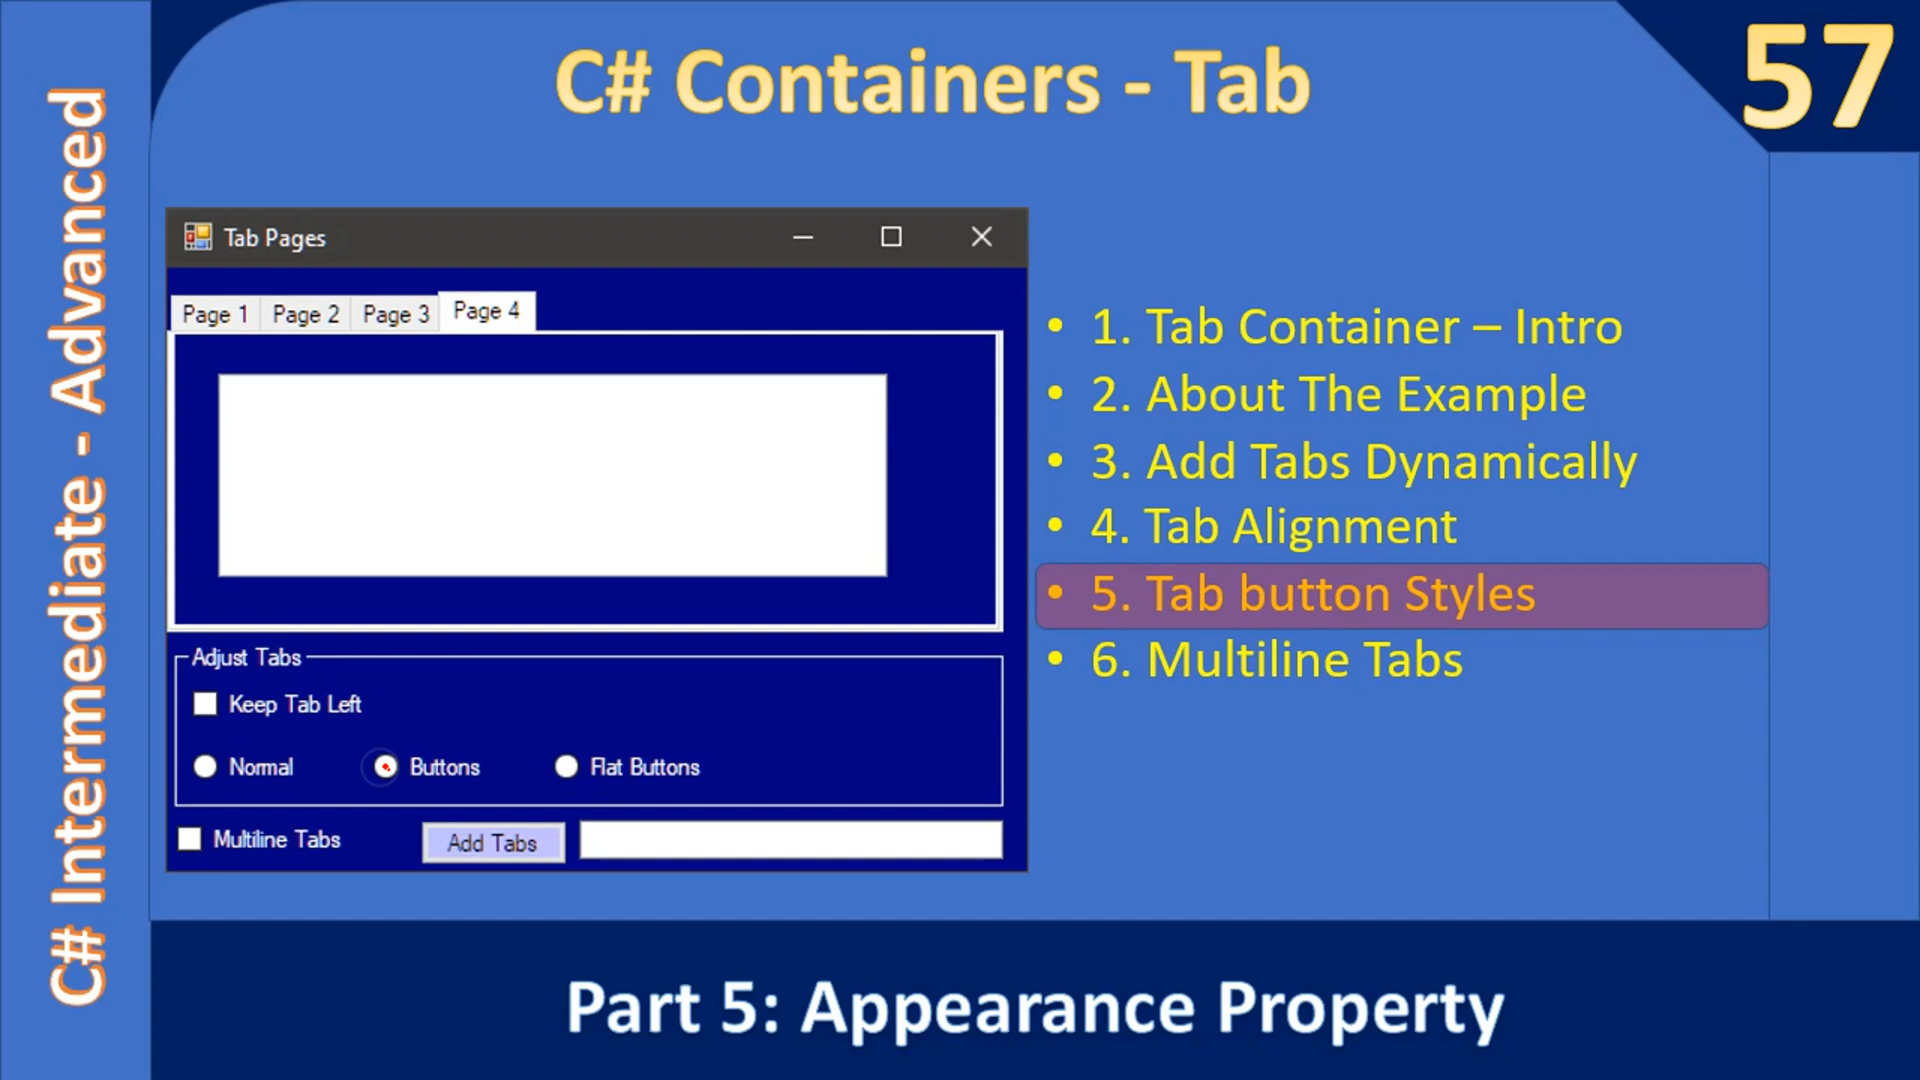 C# Containers - Tab
57
C# Intermediate - Advanced
Tab Pages
Page 1
Page 2
Page 3
Page 4
Adjust Tabs
Keep Tab Left
Normal
Buttons
Flat Buttons
Multiline Tabs
Add Tabs
• 1. Tab Container – Intro
• 2. About The Example
• 3. Add Tabs Dynamically
• 4. Tab Alignment
• 5. Tab button Styles
• 6. Multiline Tabs
Part 5: Appearance Property